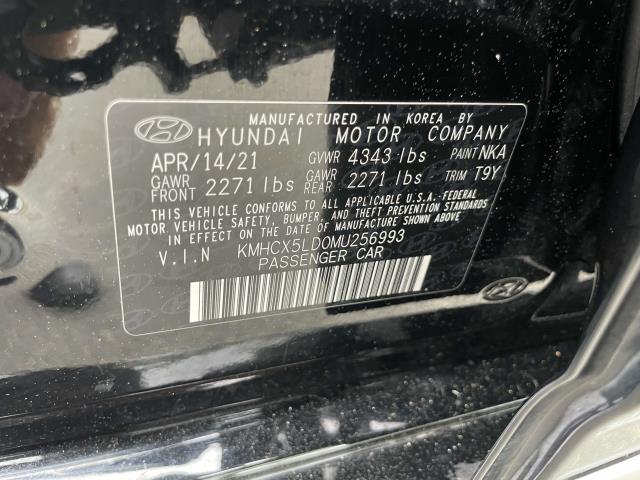 MANUFACTURED IN KOREA BY
HYUNDAI MOTOR COMPANY
APR/14/21 GVWR 4343 lbs PAINT NKA
GAWR FRONT 2271 lbs GAWR REAR 2271 lbs TRIM T9Y
THIS VEHICLE CONFORMS TO ALL APPLICABLE U.S.A. FEDERAL
MOTOR VEHICLE SAFETY, BUMPER, AND THEFT PREVENTION STANDARDS
IN EFFECT ON THE DATE OF MANUFACTURE SHOWN ABOVE.
V.I.N KMHCX5LD0MU256993
PASSENGER CAR